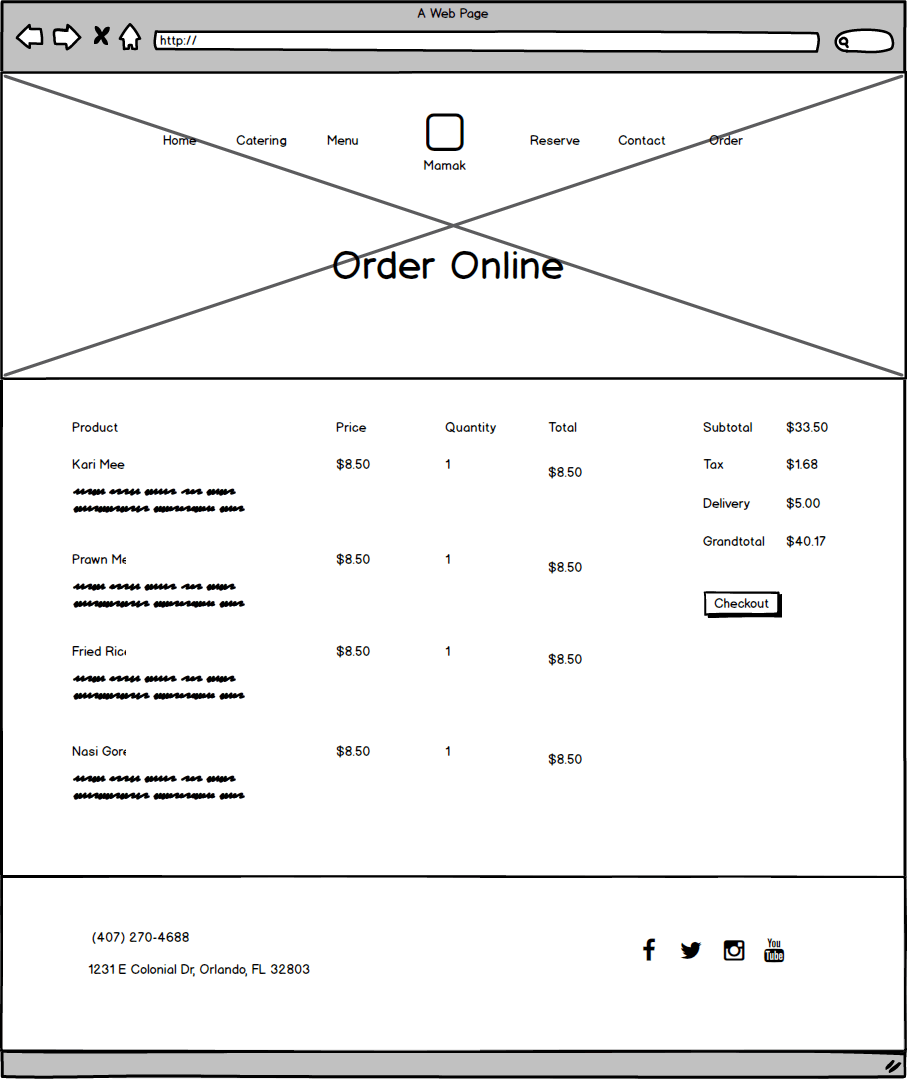 A Web Page
http://
Home Catering Menu Reserve Contact Order
Mamak
Order Online
Product Price Quantity Total Subtotal $33.50
Kari Mee $8.50 1 $8.50 Tax $1.68
Delivery $5.00
Grandtotal $40.17
Prawn Me $8.50 1 $8.50
Checkout
Fried Ric $8.50 1 $8.50
Nasi Gore $8.50 1 $8.50
(407) 270-4688
1231 E Colonial Dr, Orlando, FL 32803
You
Tube